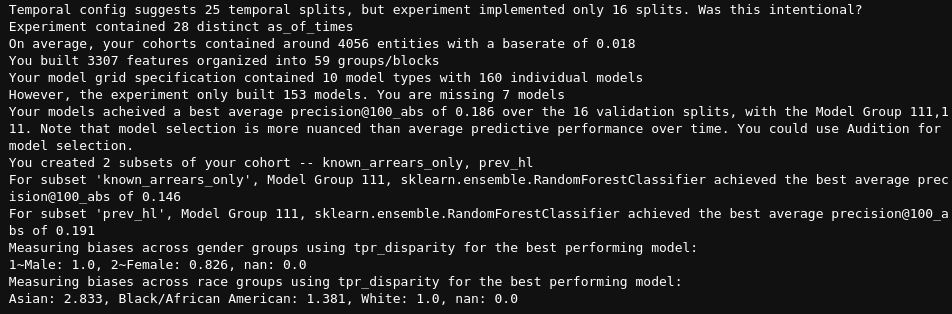 Temporal config suggests 25 temporal splits, but experiment implemented only 16 splits. Was this intentional?
Experiment contained 28 distinct as_of_times
On average, your cohorts contained around 4056 entities with a baserate of 0.018
You built 3307 features organized into 59 groups/blocks
Your model grid specification contained 10 model types with 160 individual models
However, the experiment only built 153 models. You are missing 7 models
Your models acheived a best average precision@100_abs of 0.186 over the 16 validation splits, with the Model Group 111,1
11. Note that model selection is more nuanced than average predictive performance over time. You could use Audition for
model selection.
You created 2 subsets of your cohort -- known_arrears_only, prev_hl
For subset 'known_arrears_only', Model Group 111, sklearn.ensemble.RandomForestClassifier achieved the best average prec
ision@100_abs of 0.146
For subset 'prev_hl', Model Group 111, sklearn.ensemble.RandomForestClassifier achieved the best average precision@100_a
bs of 0.191
Measuring biases across gender groups using tpr_disparity for the best performing model:
1~Male: 1.0, 2~Female: 0.826, nan: 0.0
Measuring biases across race groups using tpr_disparity for the best performing model:
Asian: 2.833, Black/African American: 1.381, White: 1.0, nan: 0.0